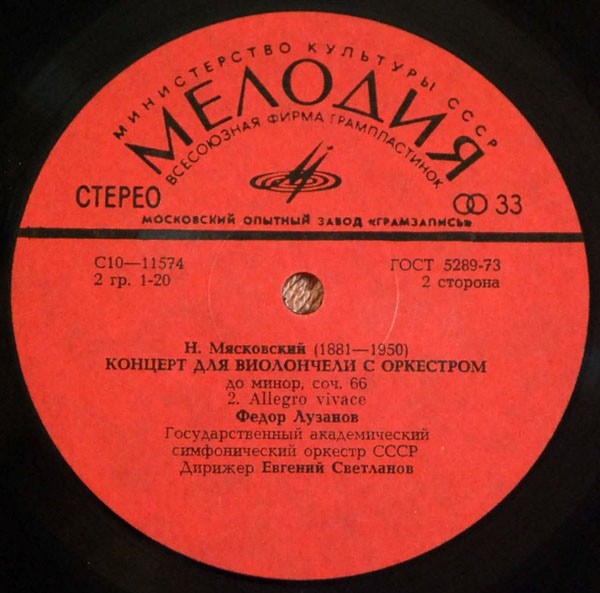 МИНИСТЕРСТВО КУЛЬТУРЫ СССР
МЕЛОДИЯ
ВСЕСОЮЗНАЯ ФИРМА ГРАМПЛАСТИНОК
СТЕРЕО
33
МОСКОВСКИЙ ОПЫТНЫЙ ЗАВОД «ГРАМЗАПИСЬ»
С10—11574
ГОСТ 5289-73
2 гр. 1-20
2 сторона
Н. Мясковский (1881—1950)
КОНЦЕРТ ДЛЯ ВИОЛОНЧЕЛИ С ОРКЕСТРОМ
до минор, соч. 66
2. Allegro vivace
Федор Лузанов
Государственный академический
симфонический оркестр СССР
Дирижер Евгений Светланов